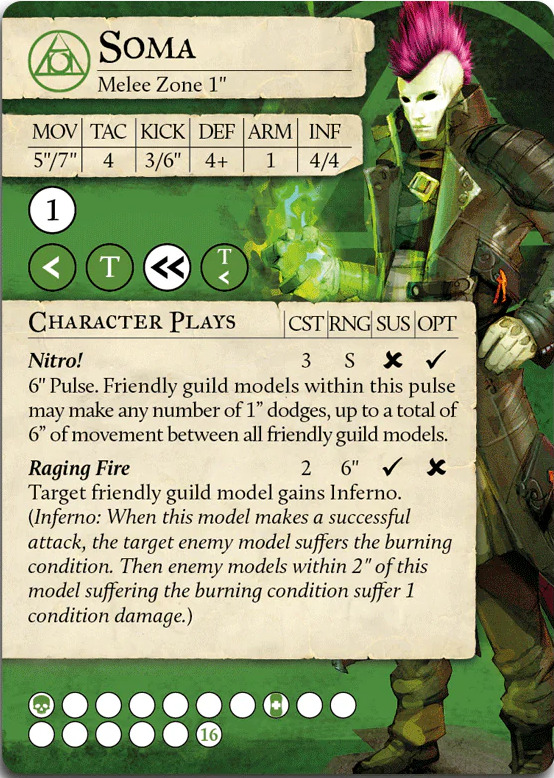 SOMA
Melee Zone 1"
MOV TAC KICK DEF ARM INF
5"/7" 4 3/6" 4+ 1 4/4
1
< T << T <
CHARACTER PLAYS CST RNG SUS OPT
Nitro! 3 S ✘ ✓
6" Pulse. Friendly guild models within this pulse
may make any number of 1” dodges, up to a total of
6” of movement between all friendly guild models.
Raging Fire 2 6" ✓ ✘
Target friendly guild model gains Inferno.
(Inferno: When this model makes a successful
attack, the target enemy model suffers the burning
condition. Then enemy models within 2" of this
model suffering the burning condition suffer 1
condition damage.)
16